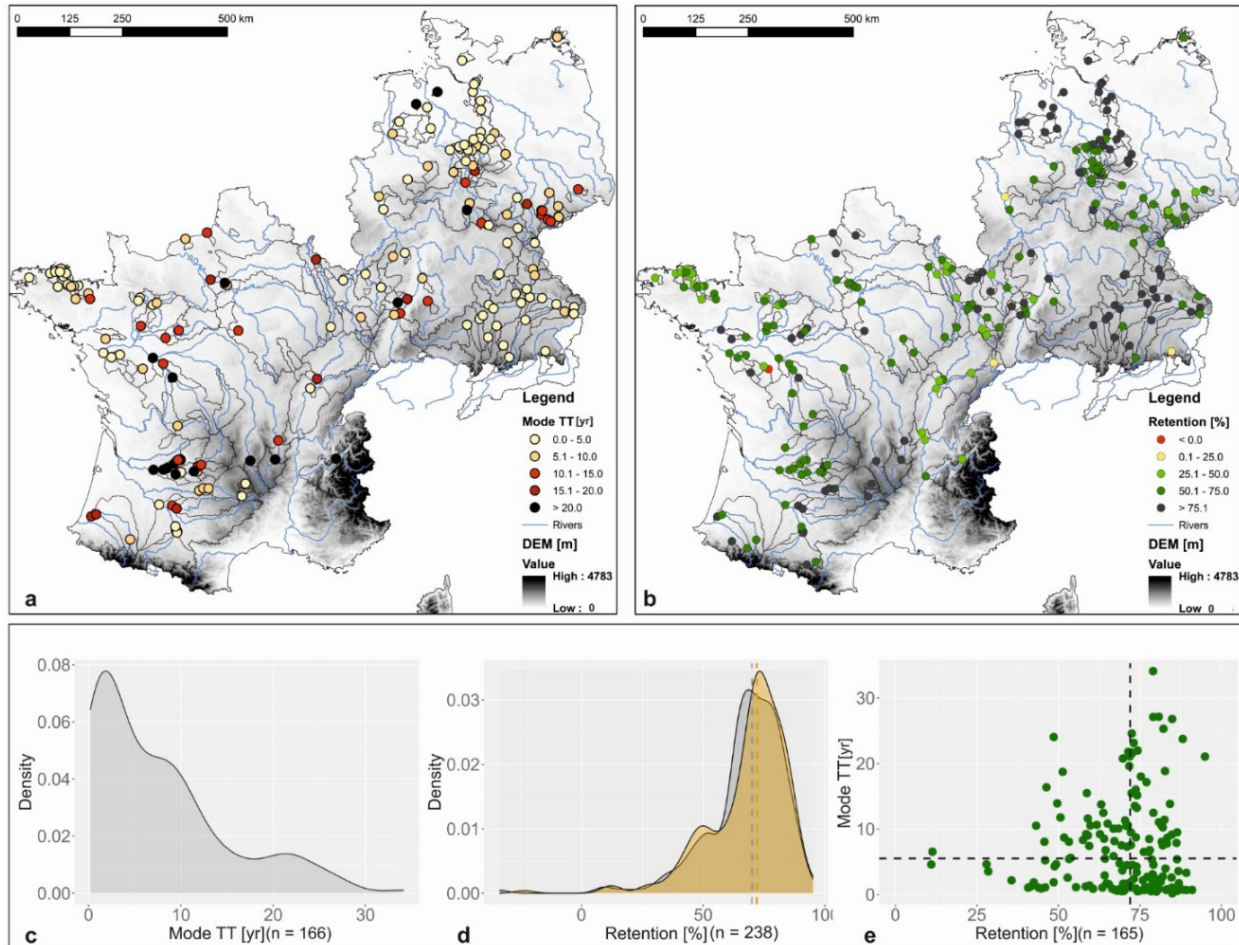 0 125 250 500 km
Legend
Mode TT[yr]
0.0 - 5.0
5.1 - 10.0
10.1 - 15.0
15.1 - 20.0
> 20.0
Rivers
DEM [m]
Value
High : 4783
Low : 0
a
0 125 250 500 km
Legend
Retention [%]
< 0.0
0.1 - 25.0
25.1 - 50.0
50.1 - 75.0
> 75.1
Rivers
DEM [m]
Value
High : 4783
Low 0
b
0.08
0.06
0.04
0.02
0.00
Density
0 10 20 30
c Mode TT [yr](n = 166)
0.03
0.02
0.01
0.00
Density
0 50 100
d Retention [%](n = 238)
30
20
10
0
Mode TT[yr]
0 25 50 75 100
e Retention [%](n = 165)